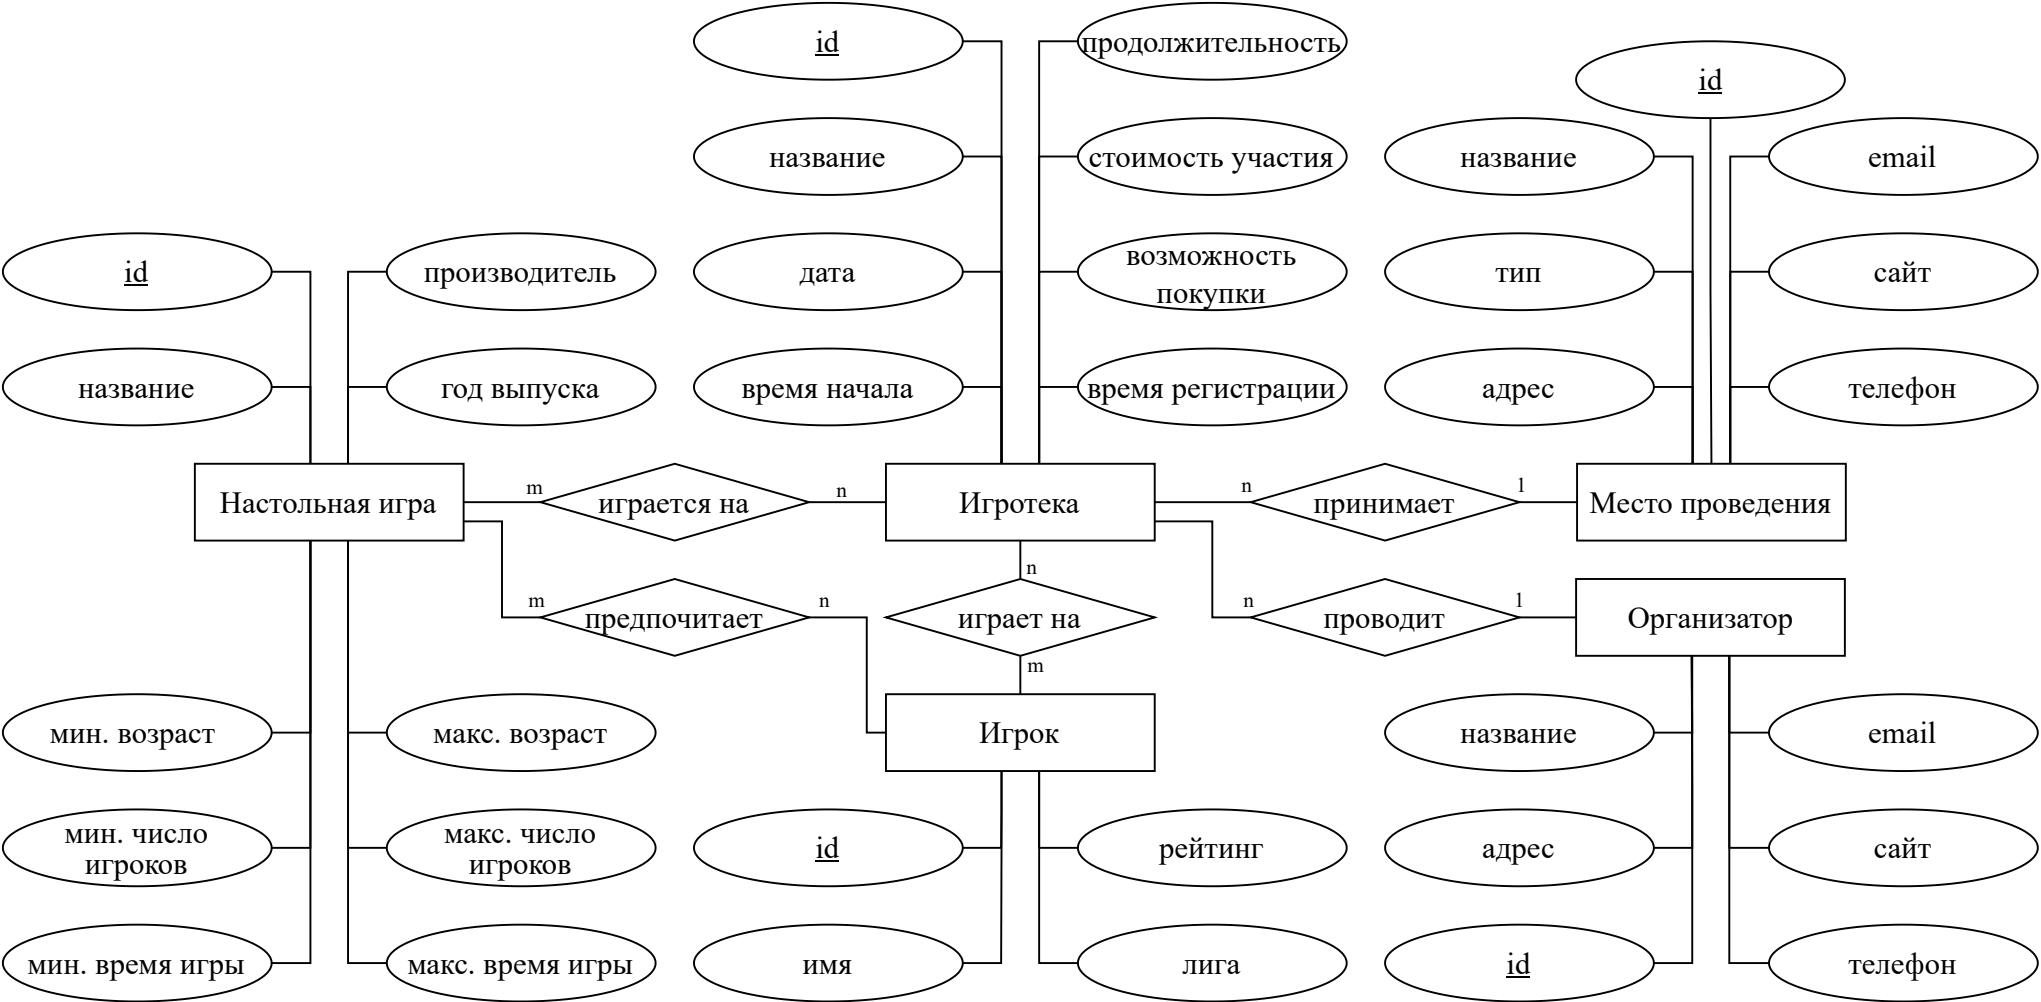 id
продолжительность
id
название
стоимость участия
название
email
id
производитель
дата
возможность
покупки
тип
сайт
название
год выпуска
время начала
время регистрации
адрес
телефон
Настольная игра
m
играется на
n
Игротека
n
принимает
1
Место проведения
m
предпочитает
n
n
играет на
m
n
проводит
1
Организатор
мин. возраст
макс. возраст
Игрок
название
email
мин. число
игроков
макс. число
игроков
id
рейтинг
адрес
сайт
мин. время игры
макс. время игры
имя
лига
id
телефон